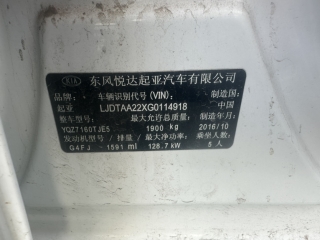 KIA 东风悦达起亚汽车有限公司
起亚 车辆识别代号(VIN): 制造国:
LJDTAA22XG0114918 中国
整车型号: 最大允许总质量: 制造年月:
YQZ7160TJE5 1900 kg 2016/10
发动机型号 / 排量 / 最大净功率: 乘坐人数:
G4FJ 1591 ml 128.7 kW 5 人